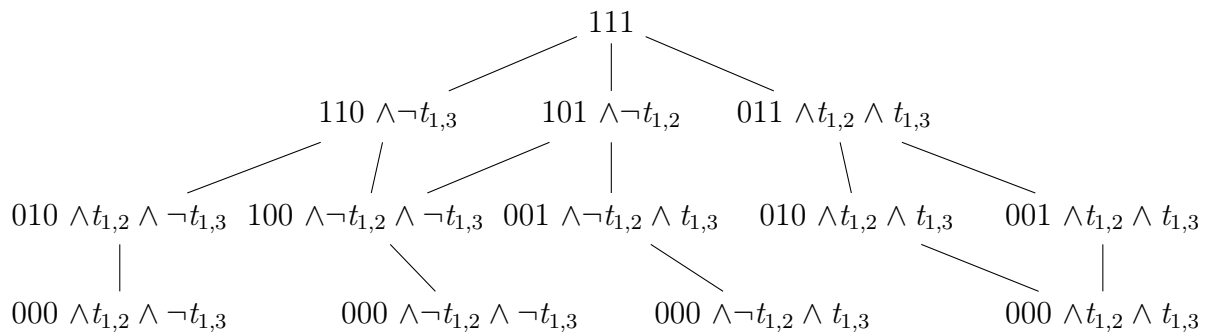 111
110 ∧¬t₁,₃ 101 ∧¬t₁,₂ 011 ∧t₁,₂ ∧ t₁,₃
010 ∧t₁,₂ ∧ ¬t₁,₃ 100 ∧¬t₁,₂ ∧ ¬t₁,₃ 001 ∧¬t₁,₂ ∧ t₁,₃ 010 ∧t₁,₂ ∧ t₁,₃ 001 ∧t₁,₂ ∧ t₁,₃
000 ∧t₁,₂ ∧ ¬t₁,₃ 000 ∧¬t₁,₂ ∧ ¬t₁,₃ 000 ∧¬t₁,₂ ∧ t₁,₃ 000 ∧t₁,₂ ∧ t₁,₃